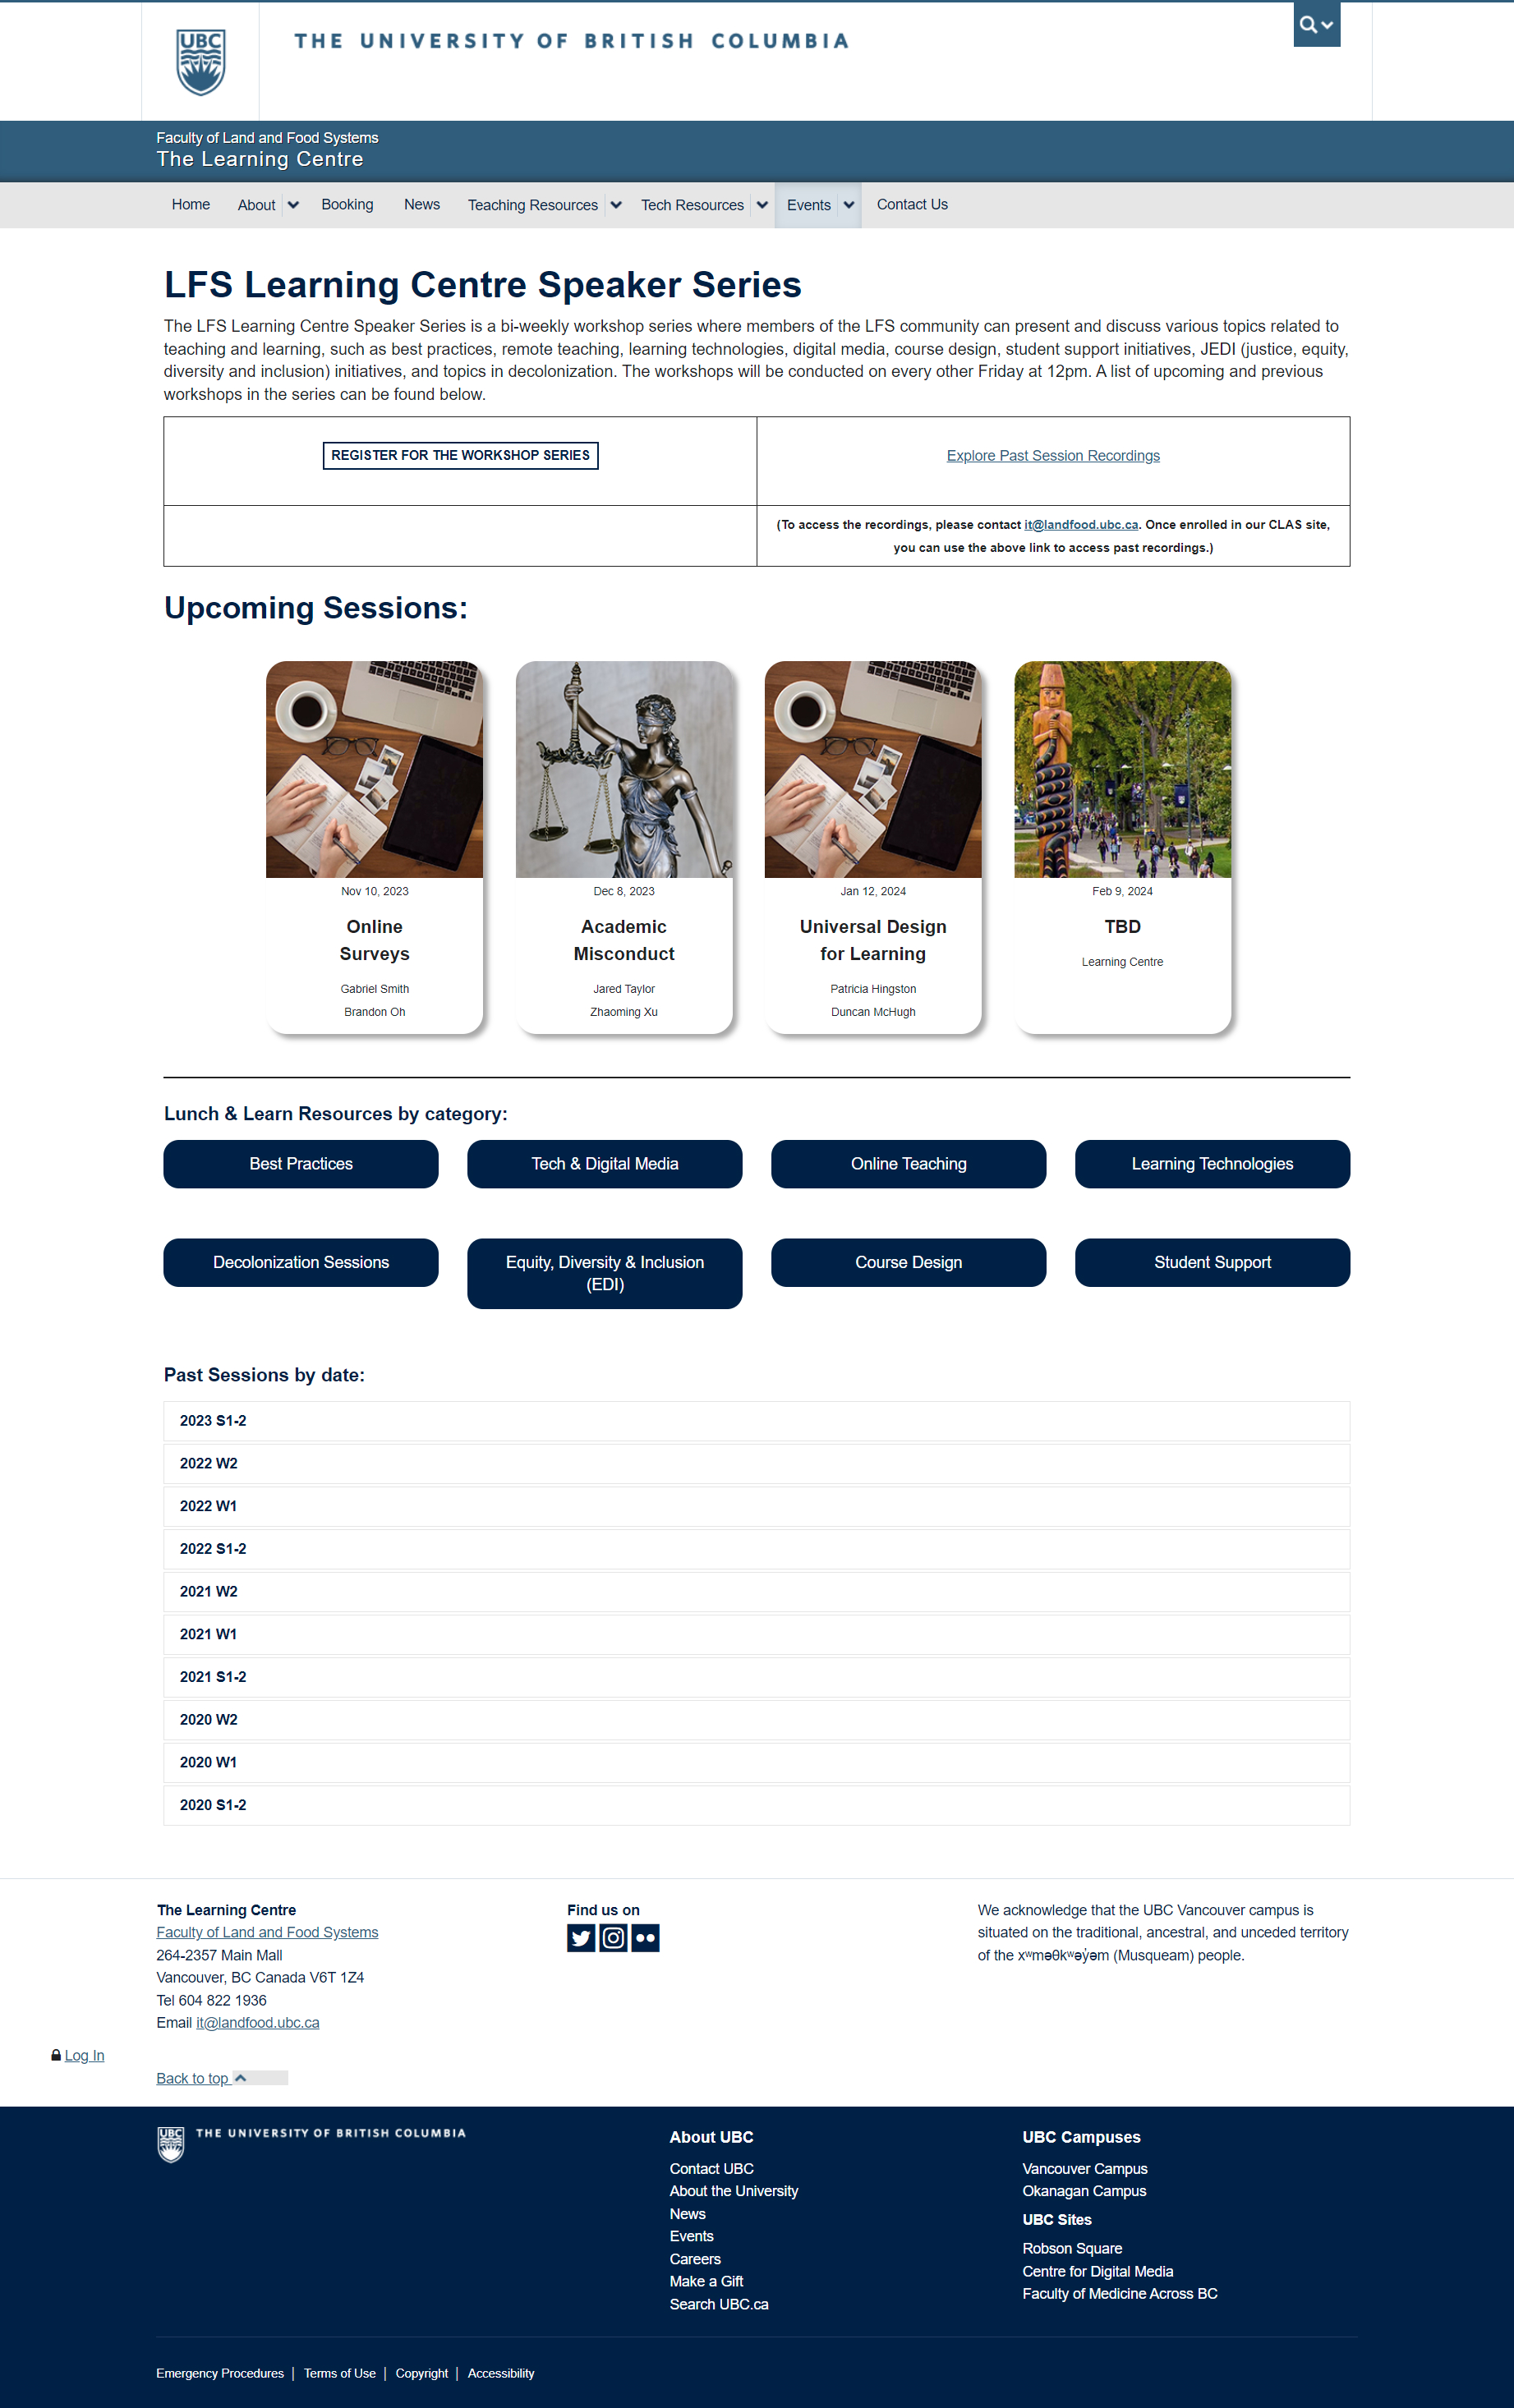 UBC
THE UNIVERSITY OF BRITISH COLUMBIA
Faculty of Land and Food Systems
The Learning Centre
Home
About
Booking
News
Teaching Resources
Tech Resources
Events
Contact Us
LFS Learning Centre Speaker Series
The LFS Learning Centre Speaker Series is a bi-weekly workshop series where members of the LFS community can present and discuss various topics related to
teaching and learning, such as best practices, remote teaching, learning technologies, digital media, course design, student support initiatives, JEDI (justice, equity,
diversity and inclusion) initiatives, and topics in decolonization. The workshops will be conducted on every other Friday at 12pm. A list of upcoming and previous
workshops in the series can be found below.
REGISTER FOR THE WORKSHOP SERIES
Explore Past Session Recordings
(To access the recordings, please contact it@landfood.ubc.ca. Once enrolled in our CLAS site,
you can use the above link to access past recordings.)
Upcoming Sessions:
Nov 10, 2023
Online
Surveys
Gabriel Smith
Brandon Oh
Dec 8, 2023
Academic
Misconduct
Jared Taylor
Zhaoming Xu
Jan 12, 2024
Universal Design
for Learning
Patricia Hingston
Duncan McHugh
Feb 9, 2024
TBD
Learning Centre
Lunch & Learn Resources by category:
Best Practices
Tech & Digital Media
Online Teaching
Learning Technologies
Decolonization Sessions
Equity, Diversity & Inclusion
(EDI)
Course Design
Student Support
Past Sessions by date:
2023 S1-2
2022 W2
2022 W1
2022 S1-2
2021 W2
2021 W1
2021 S1-2
2020 W2
2020 W1
2020 S1-2
The Learning Centre
Faculty of Land and Food Systems
264-2357 Main Mall
Vancouver, BC Canada V6T 1Z4
Tel 604 822 1936
Email it@landfood.ubc.ca
Find us on
We acknowledge that the UBC Vancouver campus is
situated on the traditional, ancestral, and unceded territory
of the xʷməθkʷəy̓əm (Musqueam) people.
Log In
Back to top
UBC
THE UNIVERSITY OF BRITISH COLUMBIA
About UBC
Contact UBC
About the University
News
Events
Careers
Make a Gift
Search UBC.ca
UBC Campuses
Vancouver Campus
Okanagan Campus
UBC Sites
Robson Square
Centre for Digital Media
Faculty of Medicine Across BC
Emergency Procedures | Terms of Use | Copyright | Accessibility